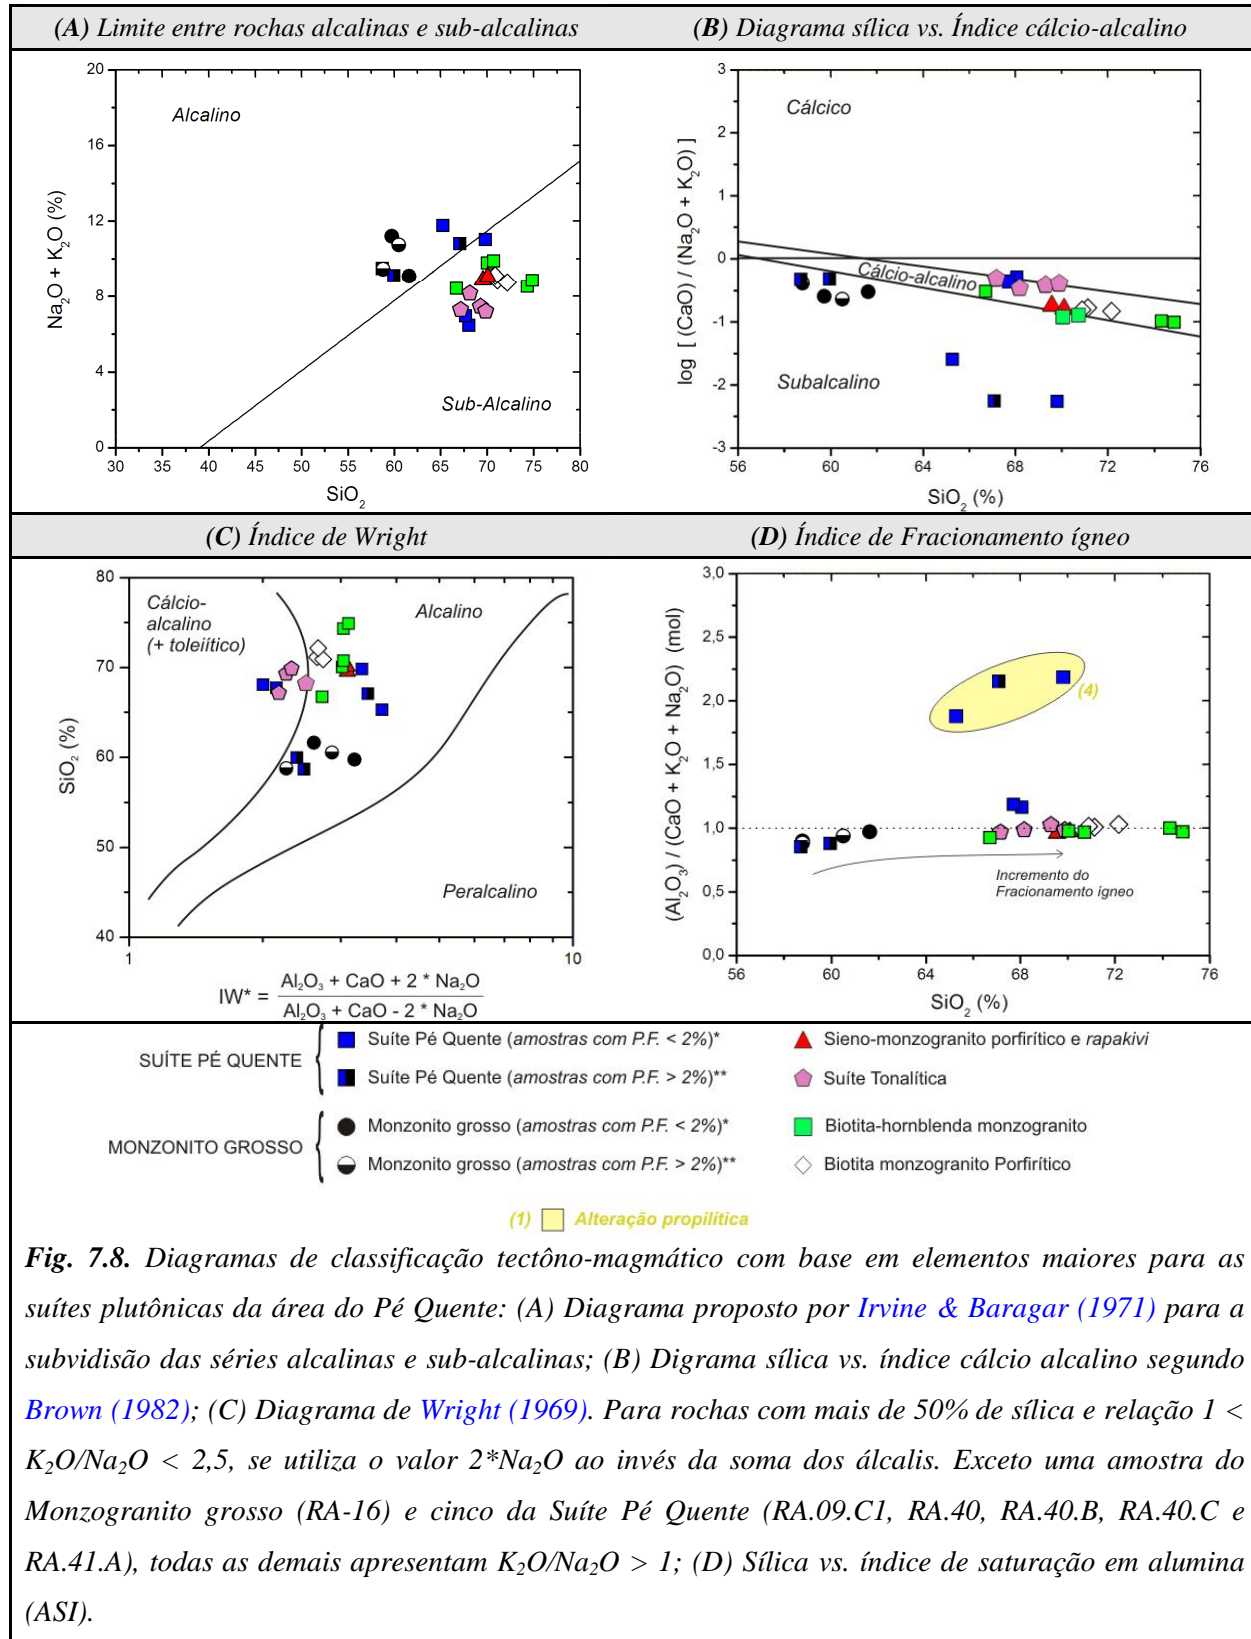 (A) Limite entre rochas alcalinas e sub-alcalinas
(B) Diagrama sílica vs. Índice cálcio-alcalino
20
16
12
8
4
0
Na₂O + K₂O (%)
Alcalino
Sub-Alcalino
30 35 40 45 50 55 60 65 70 75 80
SiO₂
3
2
1
0
-1
-2
-3
log [ (CaO) / (Na₂O + K₂O) ]
Cálcico
Cálcio-alcalino
Subalcalino
56 60 64 68 72 76
SiO₂ (%)
(C) Índice de Wright
(D) Índice de Fracionamento ígneo
80
70
60
50
40
SiO₂ (%)
Cálcio-
alcalino
(+ toleiítico)
Alcalino
Peralcalino
1 10
IW* = Al₂O₃ + CaO + 2 * Na₂O
Al₂O₃ + CaO - 2 * Na₂O
3,0
2,5
2,0
1,5
1,0
0,5
0,0
(Al₂O₃) / (CaO + K₂O + Na₂O) (mol)
(4)
Incremento do
Fracionamento ígneo
56 60 64 68 72 76
SiO₂ (%)
SUÍTE PÉ QUENTE
Suíte Pé Quente (amostras com P.F. < 2%)*
Suíte Pé Quente (amostras com P.F. > 2%)**
MONZONITO GROSSO
Monzonito grosso (amostras com P.F. < 2%)*
Monzonito grosso (amostras com P.F. > 2%)**
Sieno-monzogranito porfirítico e rapakivi
Suíte Tonalítica
Biotita-hornblenda monzogranito
Biotita monzogranito Porfirítico
(1) Alteração propilítica
Fig. 7.8. Diagramas de classificação tectôno-magmático com base em elementos maiores para as
suítes plutônicas da área do Pé Quente: (A) Diagrama proposto por Irvine & Baragar (1971) para a
subvidisão das séries alcalinas e sub-alcalinas; (B) Digrama sílica vs. índice cálcio alcalino segundo
Brown (1982); (C) Diagrama de Wright (1969). Para rochas com mais de 50% de sílica e relação 1 <
K₂O/Na₂O < 2,5, se utiliza o valor 2*Na₂O ao invés da soma dos álcalis. Exceto uma amostra do
Monzogranito grosso (RA-16) e cinco da Suíte Pé Quente (RA.09.C1, RA.40, RA.40.B, RA.40.C e
RA.41.A), todas as demais apresentam K₂O/Na₂O > 1; (D) Sílica vs. índice de saturação em alumina
(ASI).